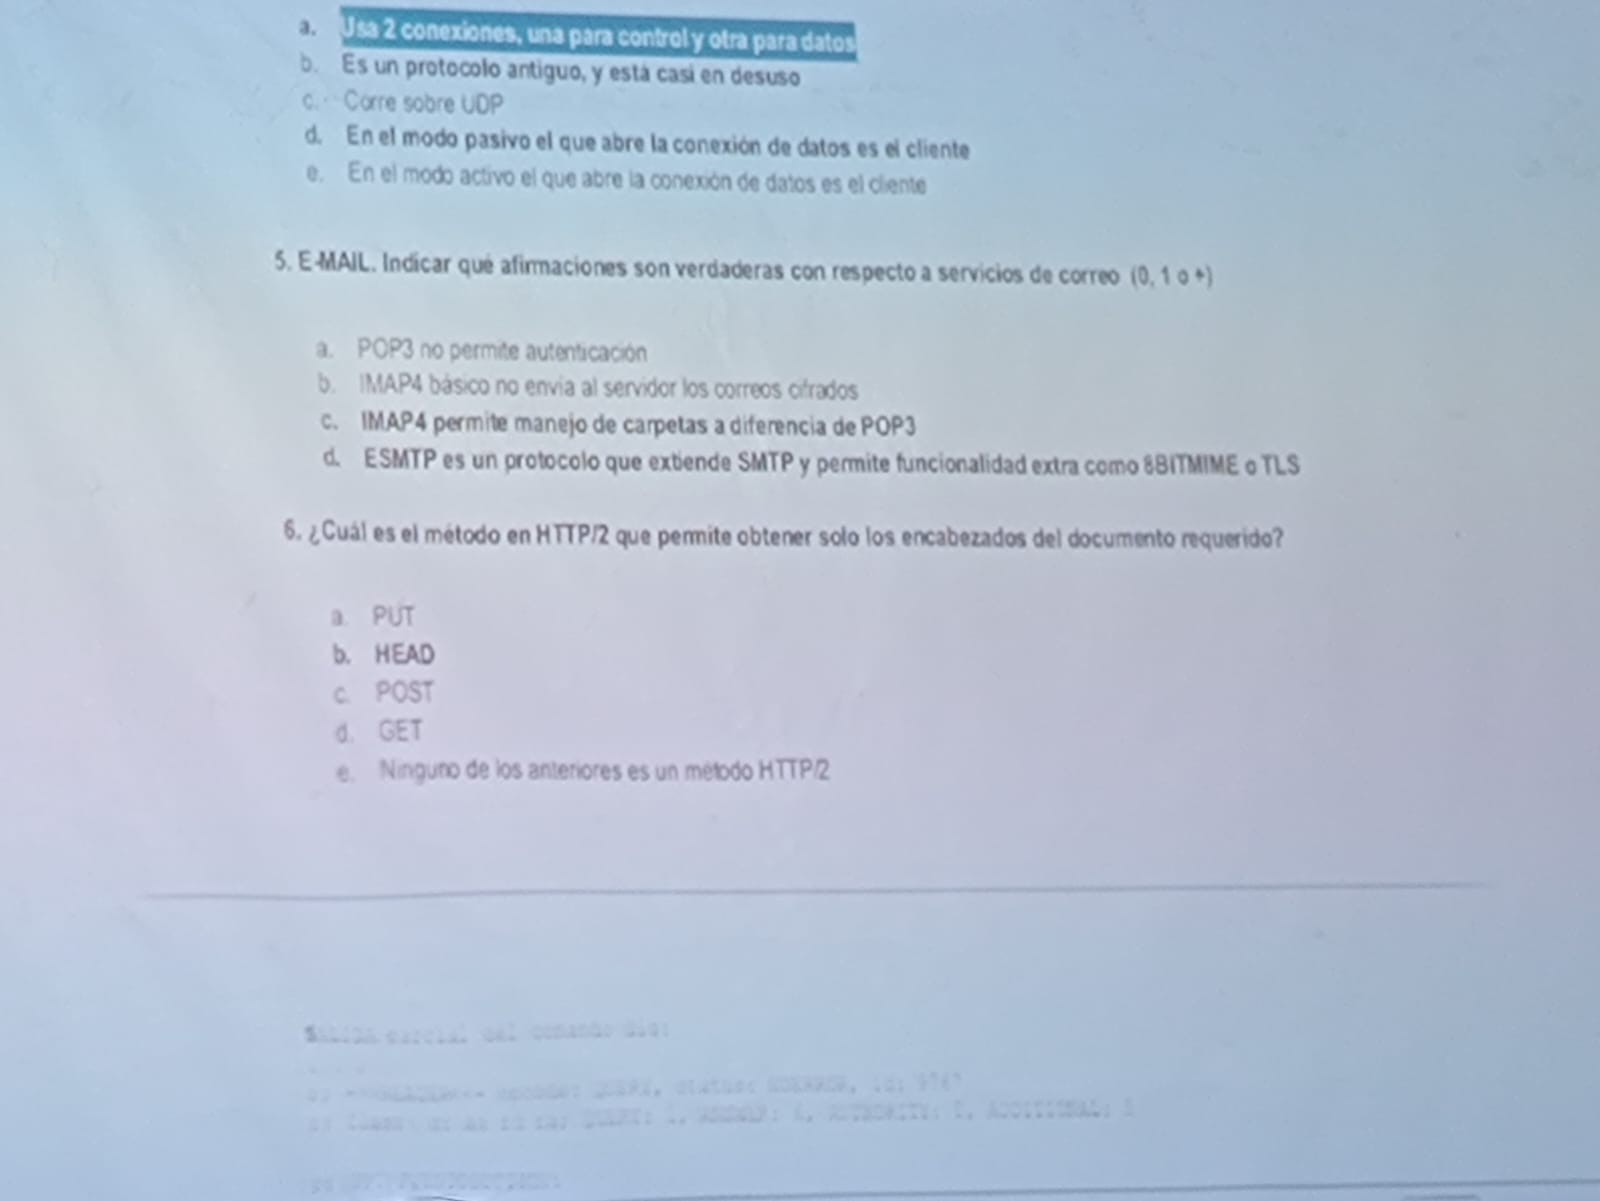 a. Usa 2 conexiones, una para control y otra para datos
b. Es un protocolo antiguo, y está casi en desuso
c. Corre sobre UDP
d. En el modo pasivo el que abre la conexión de datos es el cliente
e. En el modo activo el que abre la conexión de datos es el cliente
5. E-MAIL. Indicar qué afirmaciones son verdaderas con respecto a servicios de correo (0, 1 o +)
a. POP3 no permite autenticación
b. IMAP4 básico no envía al servidor los correos cifrados
c. IMAP4 permite manejo de carpetas a diferencia de POP3
d. ESMTP es un protocolo que extiende SMTP y permite funcionalidad extra como 8BITMIME o TLS
6. ¿Cuál es el método en HTTP/2 que permite obtener solo los encabezados del documento requerido?
a. PUT
b. HEAD
c. POST
d. GET
e. Ninguno de los anteriores es un método HTTP/2
parcial del comando